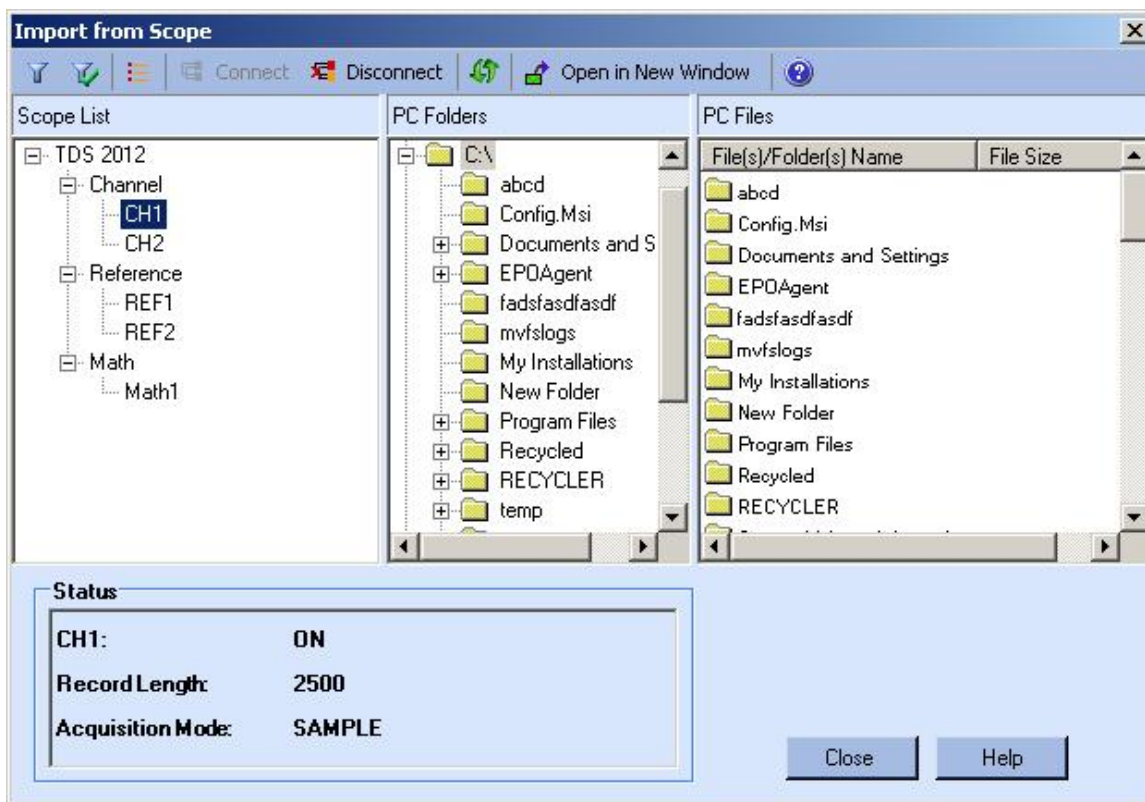 Import from Scope
Connect Disconnect Open in New Window
Scope List
TDS 2012
Channel
CH1
CH2
Reference
REF1
REF2
Math
Math1
PC Folders
C:\
abcd
Config.Msi
Documents and S
EPOAgent
fadsfasdfasdf
mvfslogs
My Installations
New Folder
Program Files
Recycled
RECYCLER
temp
PC Files
File(s)/Folder(s) Name File Size
abcd
Config.Msi
Documents and Settings
EPOAgent
fadsfasdfasdf
mvfslogs
My Installations
New Folder
Program Files
Recycled
RECYCLER
Status
CH1: ON
Record Length: 2500
Acquisition Mode: SAMPLE
Close Help